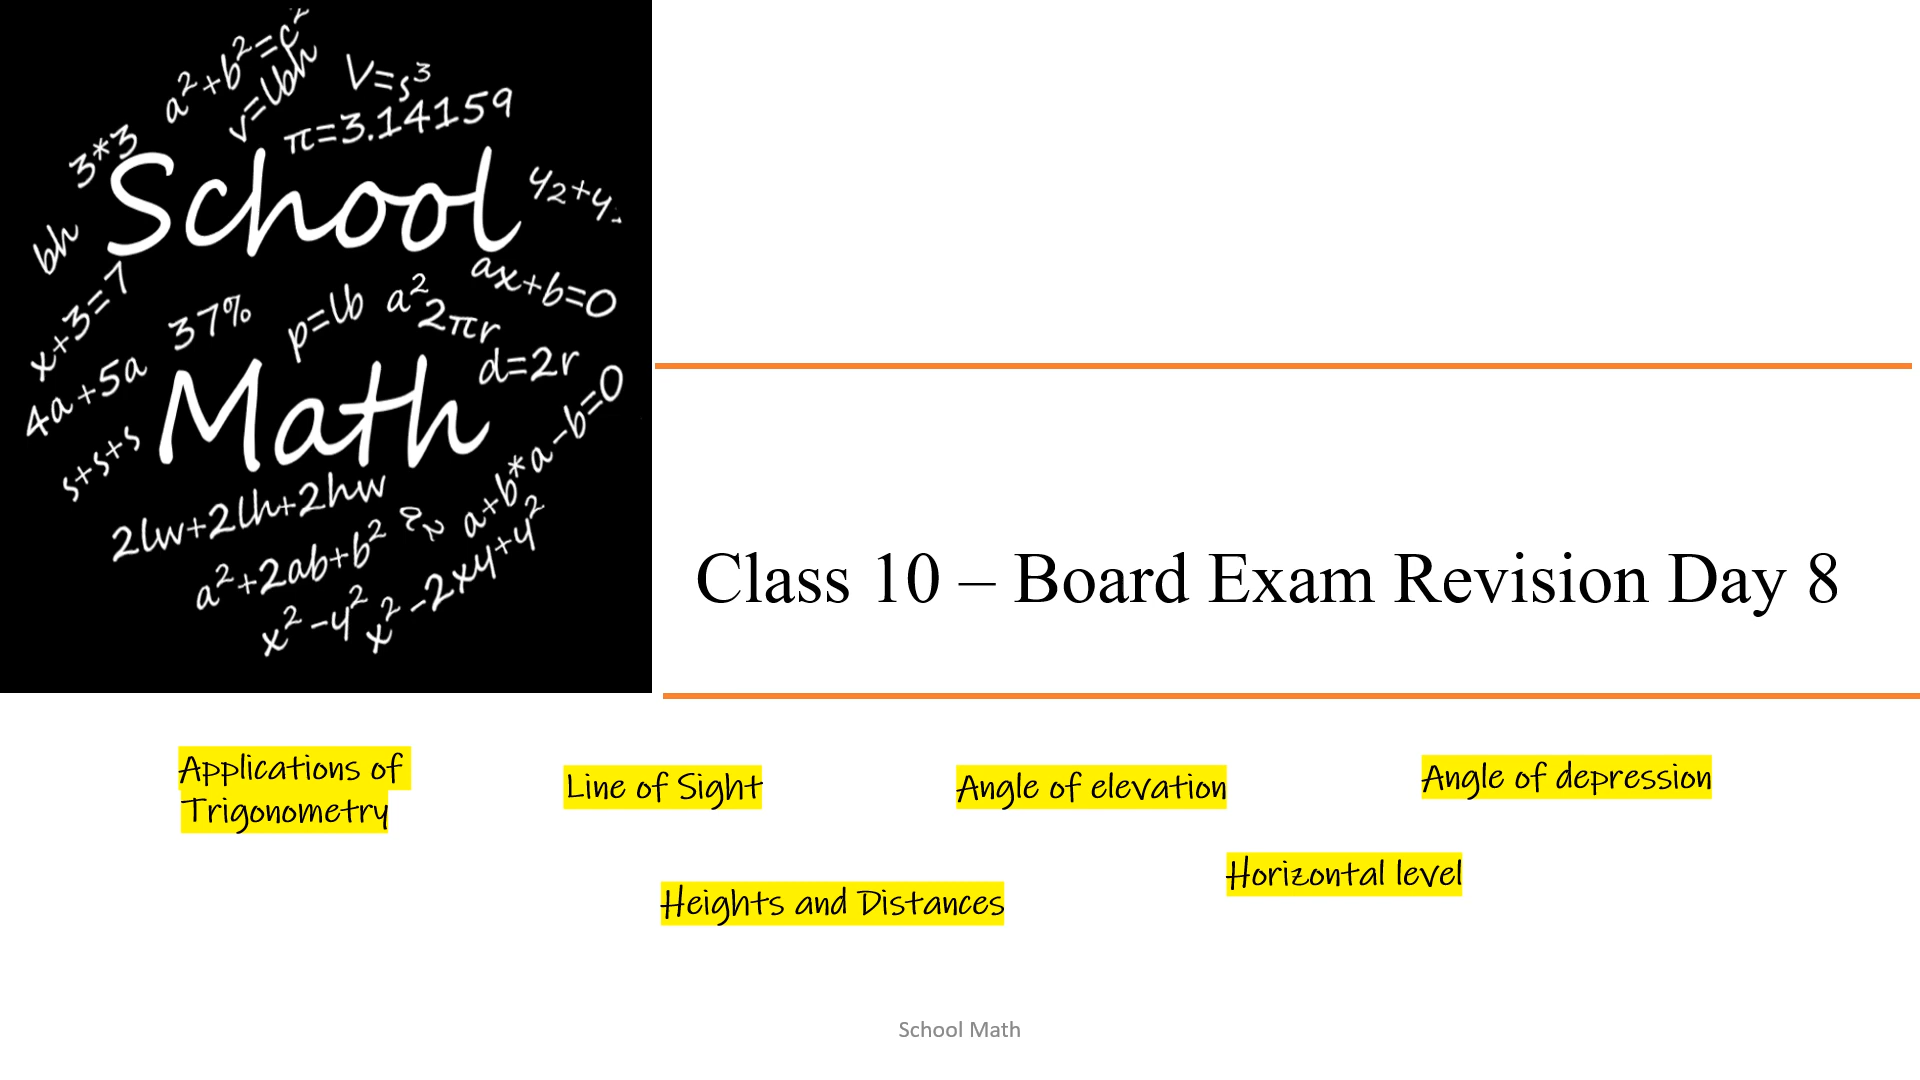 a²+b²=c²
v=lbh
V=s³
π=3.14159
3*3
School
y2+y
bh
ax+b=0
x+3=7
37%
p=lb
a²
2πr
d=2r
4a+5a
Math
s+s+s
a+b*a-b=0
2lw+2lh+2hw
a²+2ab+b²
x²-y²
x²-2xy+y²
Class 10 – Board Exam Revision Day 8
Applications of
Trigonometry
Line of Sight
Angle of elevation
Angle of depression
Horizontal level
Heights and Distances
School Math